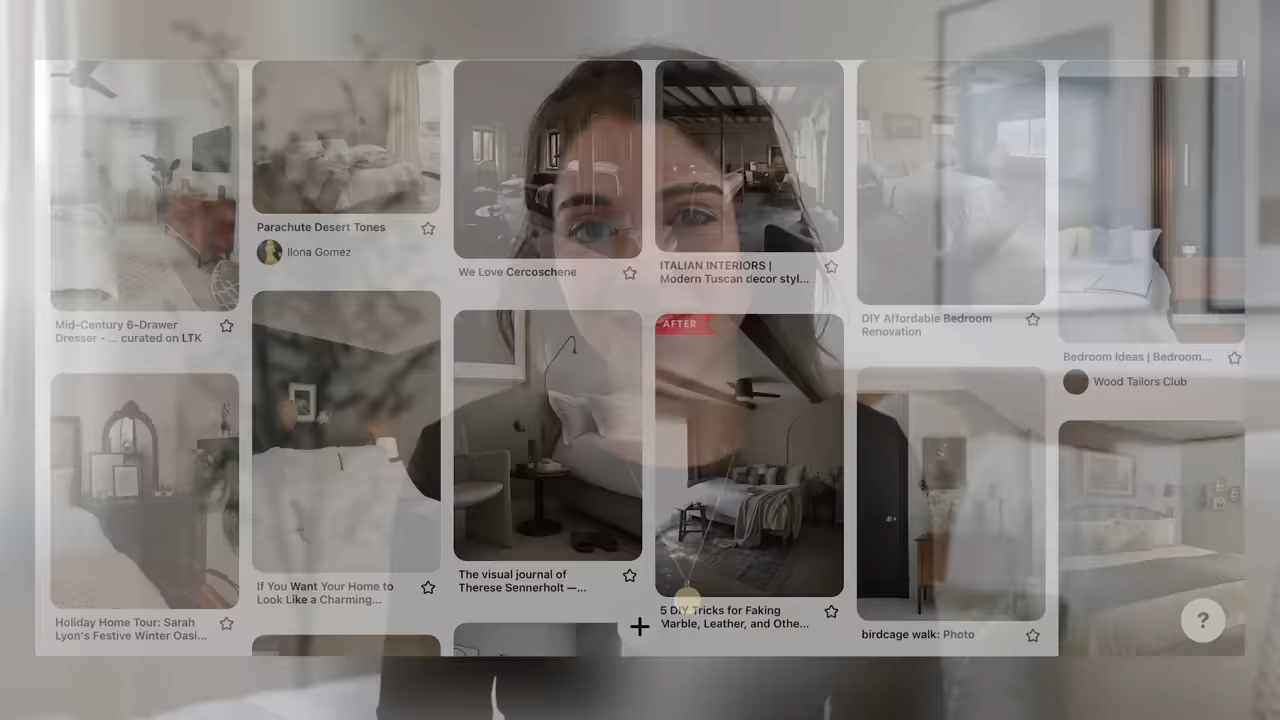 Mid-Century 6-Drawer
Dresser - ... curated on LTK
Holiday Home Tour: Sarah
Lyon's Festive Winter Oasi...
Parachute Desert Tones
Ilona Gomez
If You Want Your Home to
Look Like a Charming...
We Love Cercoschene
The visual journal of
Therese Sennerholt —...
ITALIAN INTERIORS |
Modern Tuscan decor styl...
AFTER
5 DIY Tricks for Faking
Marble, Leather, and Othe...
DIY Affordable Bedroom
Renovation
birdcage walk: Photo
Bedroom Ideas | Bedroom...
Wood Tailors Club
?